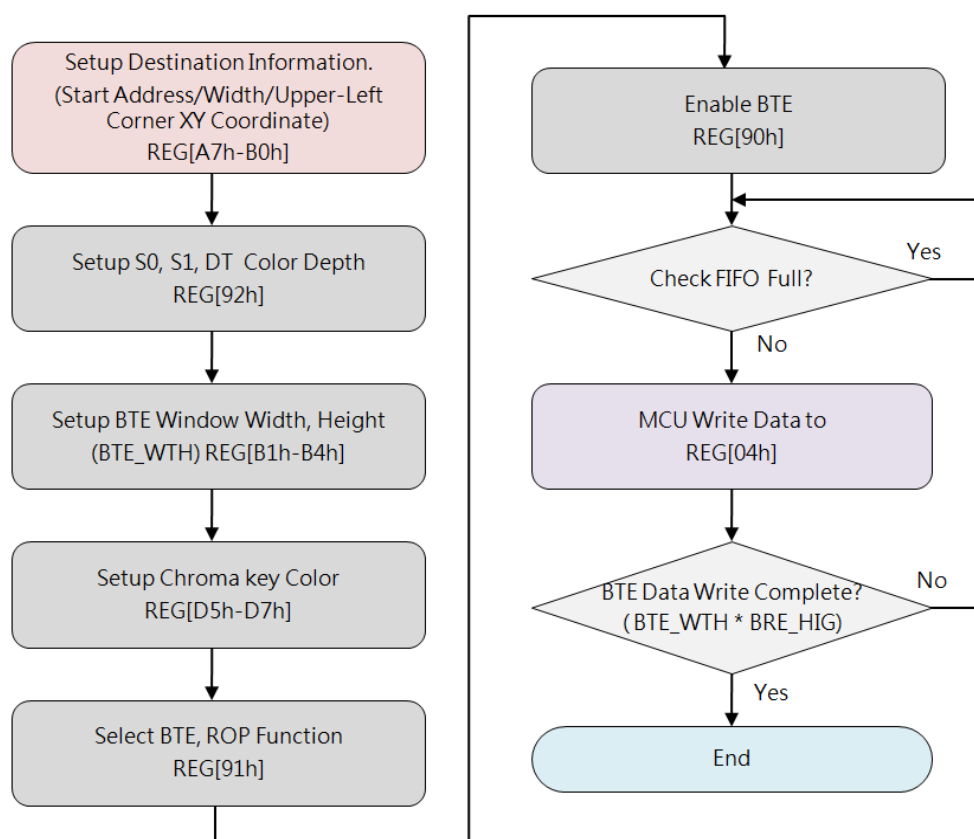 Setup Destination Information.
(Start Address/Width/Upper-Left
Corner XY Coordinate)
REG[A7h-B0h]
Setup S0, S1, DT Color Depth
REG[92h]
Setup BTE Window Width, Height
(BTE_WTH) REG[B1h-B4h]
Setup Chroma key Color
REG[D5h-D7h]
Select BTE, ROP Function
REG[91h]
Enable BTE
REG[90h]
Check FIFO Full?
Yes
No
MCU Write Data to
REG[04h]
BTE Data Write Complete?
( BTE_WTH * BRE_HIG)
No
Yes
End